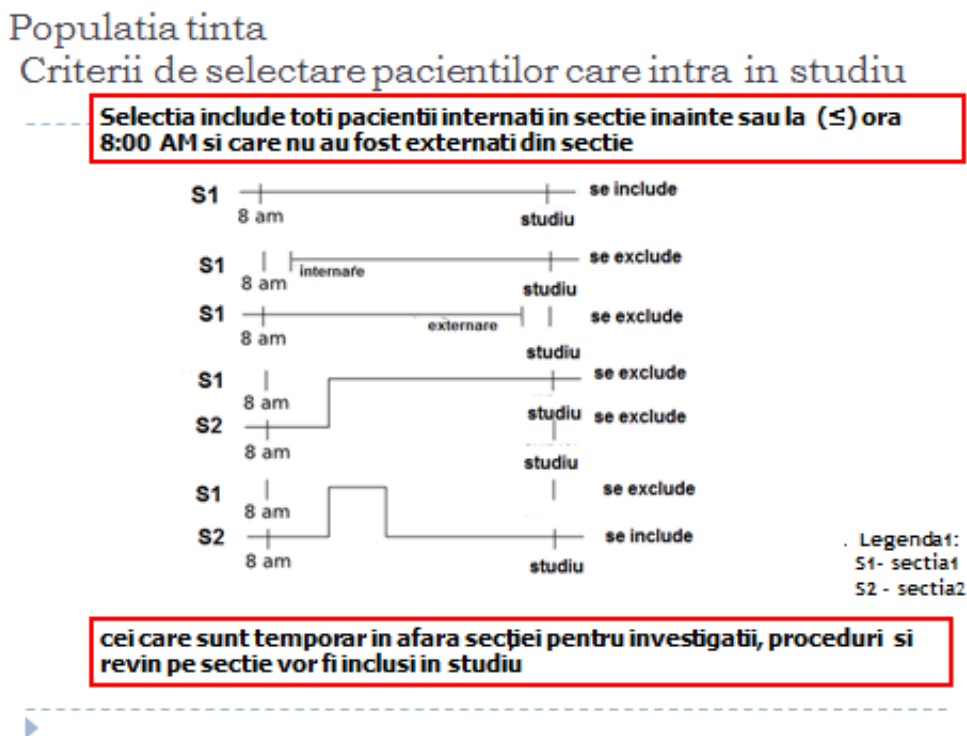 Populatia tinta
Criterii de selectare pacientilor care intra in studiu
Selectia include toti pacientii internati in sectie inainte sau la (≤) ora
8:00 AM si care nu au fost externati din sectie
S1 se include
8 am studiu
S1 internare se exclude
8 am studiu
S1 externare se exclude
8 am studiu
S1 se exclude
8 am studiu
S2 se exclude
8 am studiu
S1 se exclude
8 am
S2 se include
8 am studiu
. Legenda1:
S1- sectia1
S2 - sectia2
cei care sunt temporar in afara secției pentru investigatii, proceduri si
revin pe sectie vor fi inclusi in studiu